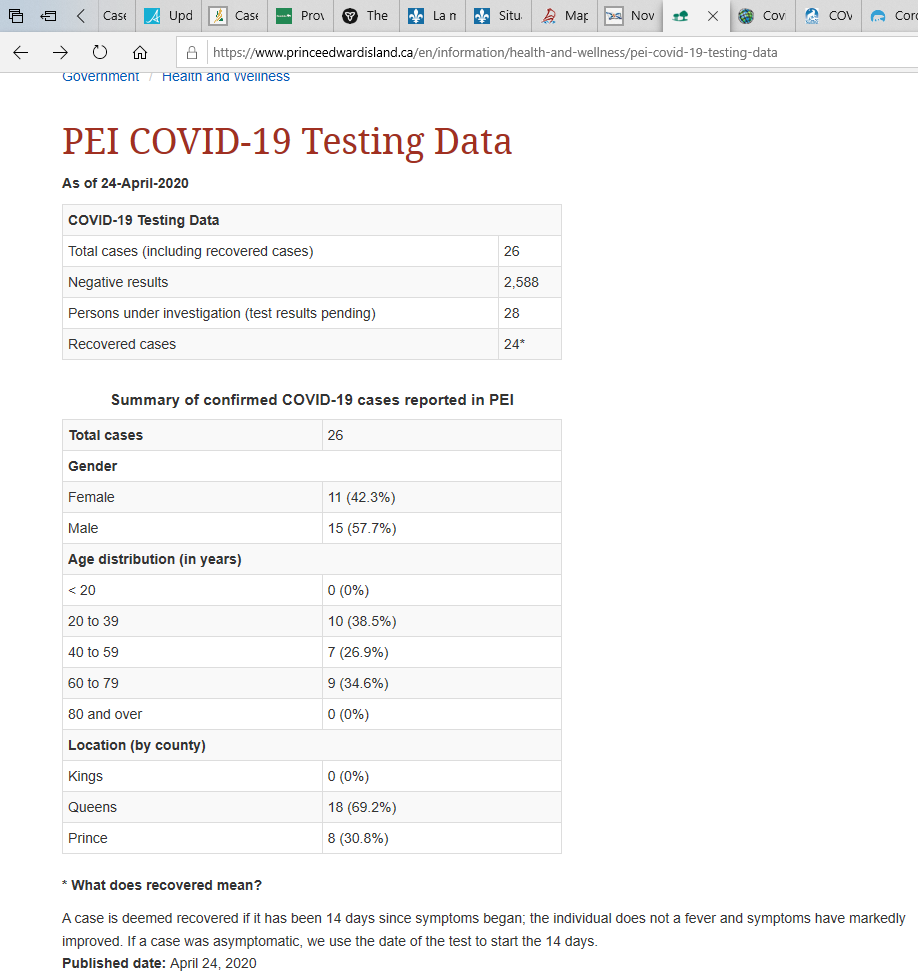 Case
Upd
Case
Prov
The
La m
Situ
Map
Nov
Cov
COV
Cord
https://www.princeedwardisland.ca/en/information/health-and-wellness/pei-covid-19-testing-data
Government / Health and Wellness
PEI COVID-19 Testing Data
As of 24-April-2020
COVID-19 Testing Data
Total cases (including recovered cases) 26
Negative results 2,588
Persons under investigation (test results pending) 28
Recovered cases 24*
Summary of confirmed COVID-19 cases reported in PEI
Total cases 26
Gender
Female 11 (42.3%)
Male 15 (57.7%)
Age distribution (in years)
< 20 0 (0%)
20 to 39 10 (38.5%)
40 to 59 7 (26.9%)
60 to 79 9 (34.6%)
80 and over 0 (0%)
Location (by county)
Kings 0 (0%)
Queens 18 (69.2%)
Prince 8 (30.8%)
* What does recovered mean?
A case is deemed recovered if it has been 14 days since symptoms began; the individual does not a fever and symptoms have markedly
improved. If a case was asymptomatic, we use the date of the test to start the 14 days.
Published date: April 24, 2020